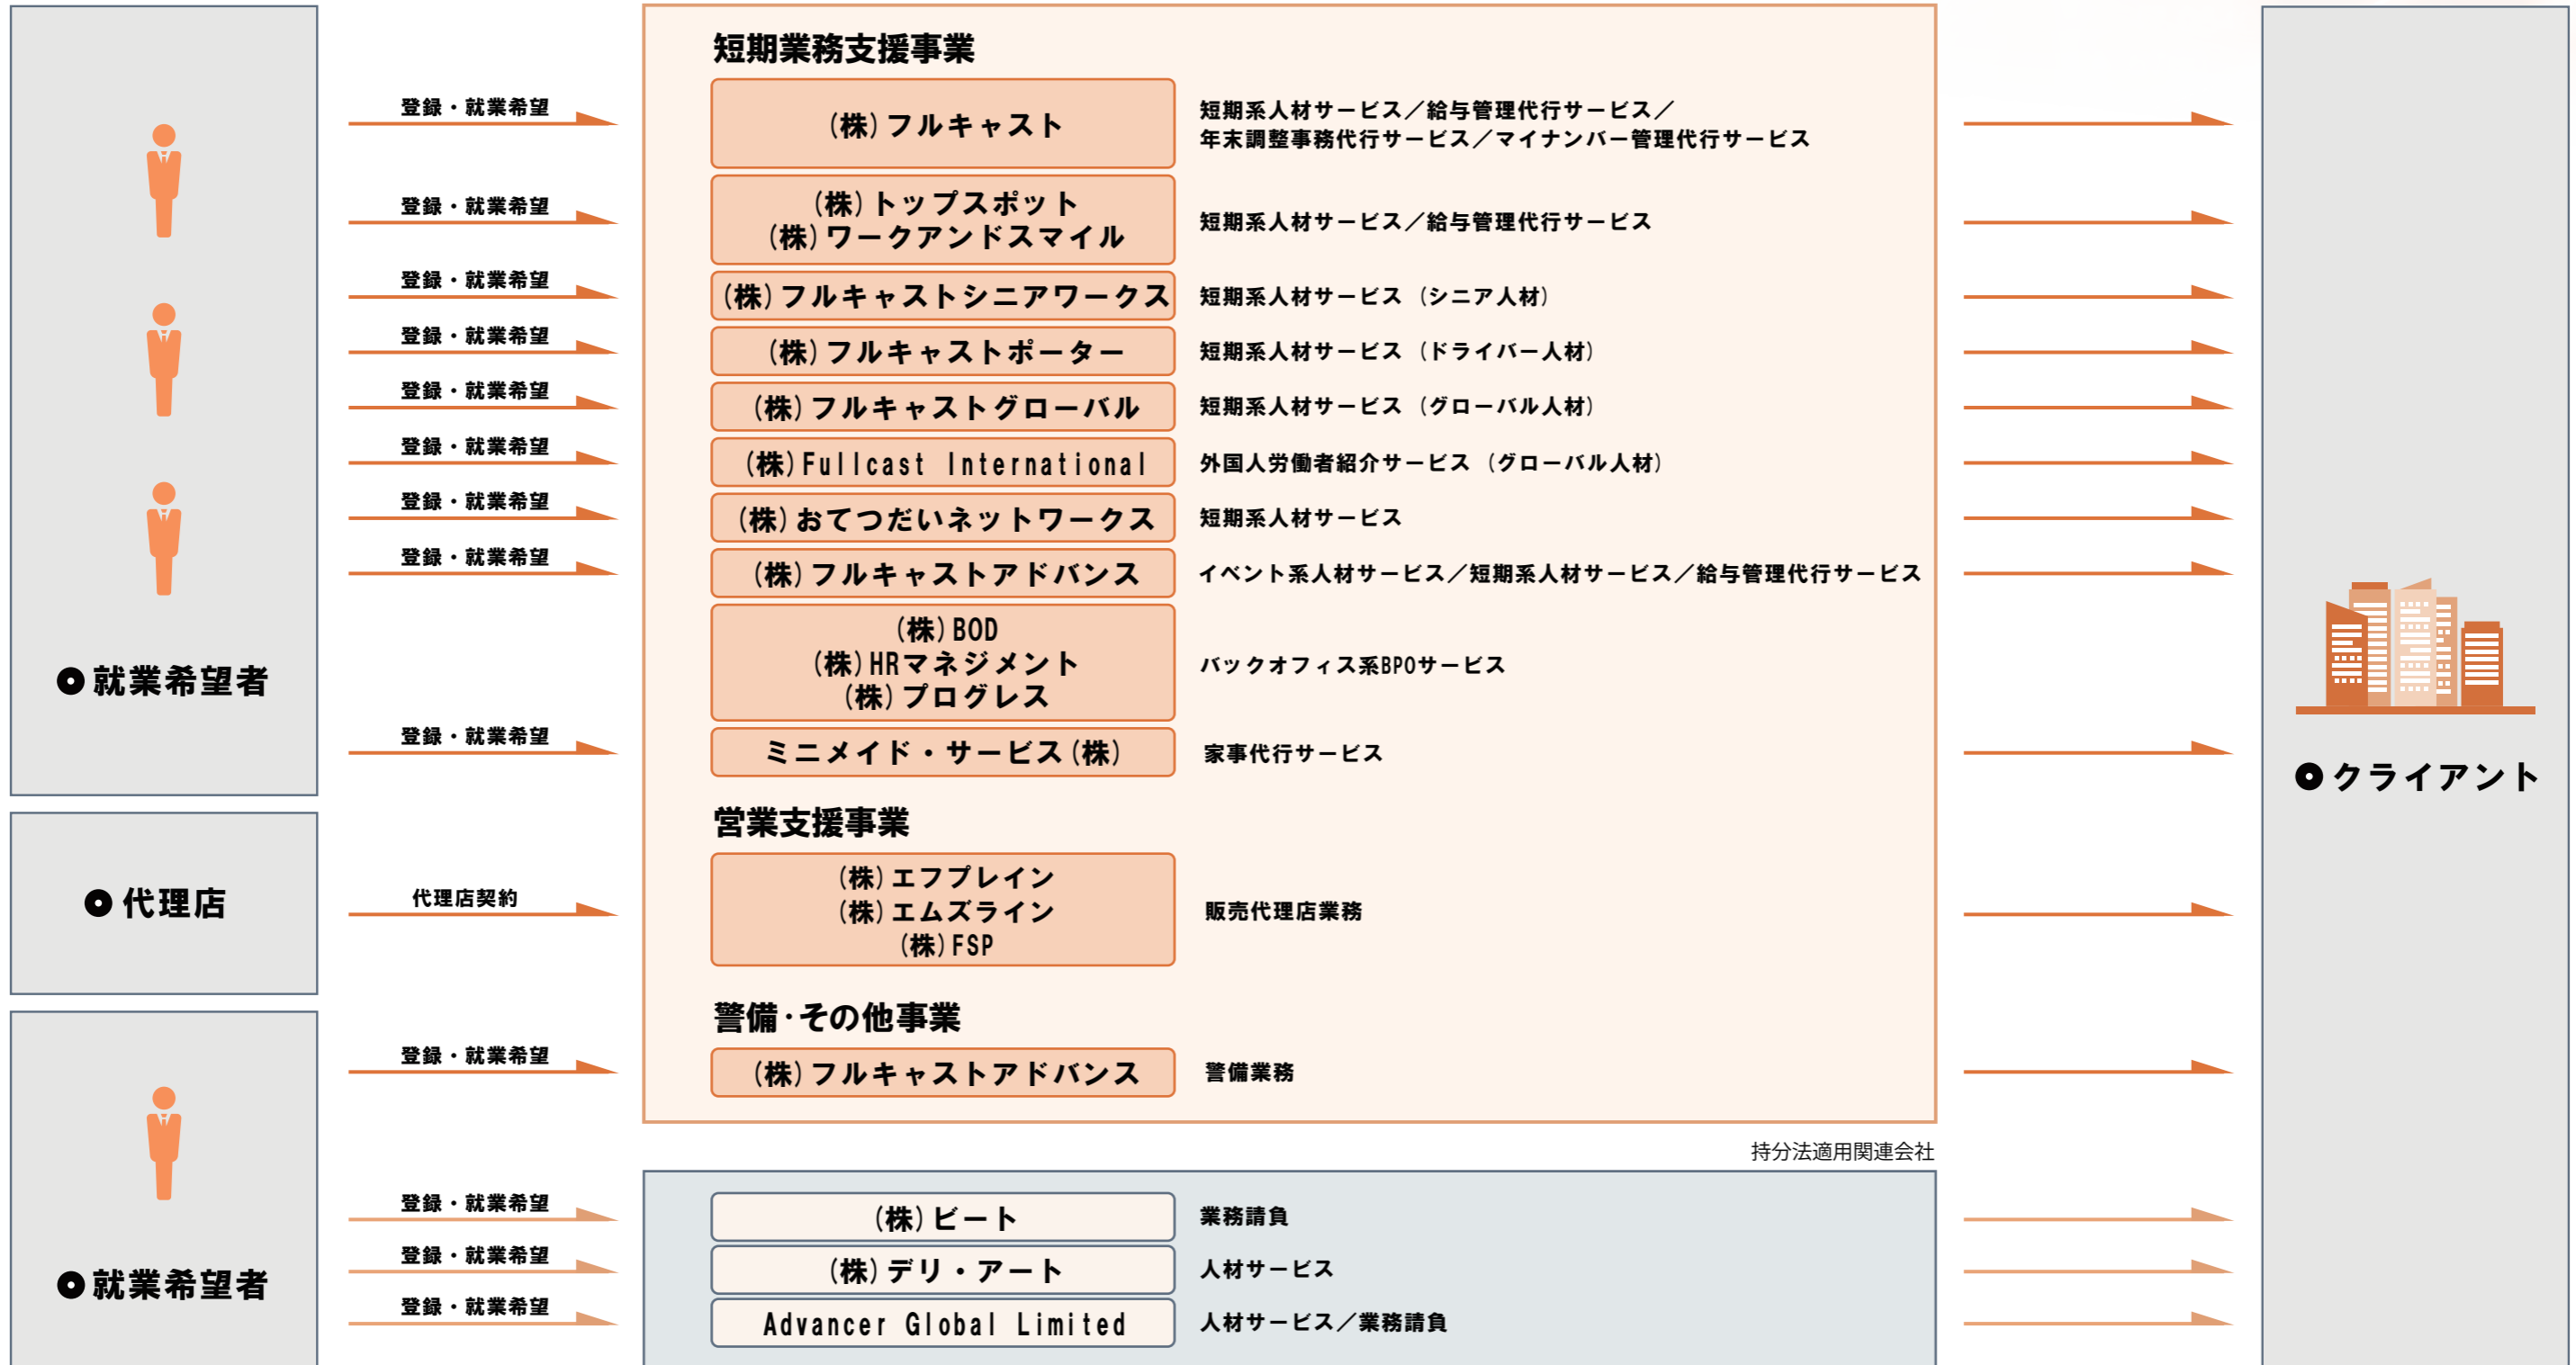 短期業務支援事業
登録・就業希望
(株)フルキャスト
短期系人材サービス／給与管理代行サービス／
年末調整事務代行サービス／マイナンバー管理代行サービス
登録・就業希望
(株)トップスポット
(株)ワークアンドスマイル
短期系人材サービス／給与管理代行サービス
登録・就業希望
(株)フルキャストシニアワークス
短期系人材サービス（シニア人材）
登録・就業希望
(株)フルキャストポーター
短期系人材サービス（ドライバー人材）
登録・就業希望
(株)フルキャストグローバル
短期系人材サービス（グローバル人材）
登録・就業希望
(株)Fullcast International
外国人労働者紹介サービス（グローバル人材）
登録・就業希望
(株)おてつだいネットワークス
短期系人材サービス
登録・就業希望
(株)フルキャストアドバンス
イベント系人材サービス／短期系人材サービス／給与管理代行サービス
(株)BOD
(株)HRマネジメント
(株)プログレス
バックオフィス系BPOサービス
就業希望者
登録・就業希望
ミニメイド・サービス(株)
家事代行サービス
クライアント
営業支援事業
代理店
代理店契約
(株)エフプレイン
(株)エムズライン
(株)FSP
販売代理店業務
警備・その他事業
登録・就業希望
(株)フルキャストアドバンス
警備業務
持分法適用関連会社
登録・就業希望
(株)ビート
業務請負
就業希望者
登録・就業希望
(株)デリ・アート
人材サービス
登録・就業希望
Advancer Global Limited
人材サービス／業務請負